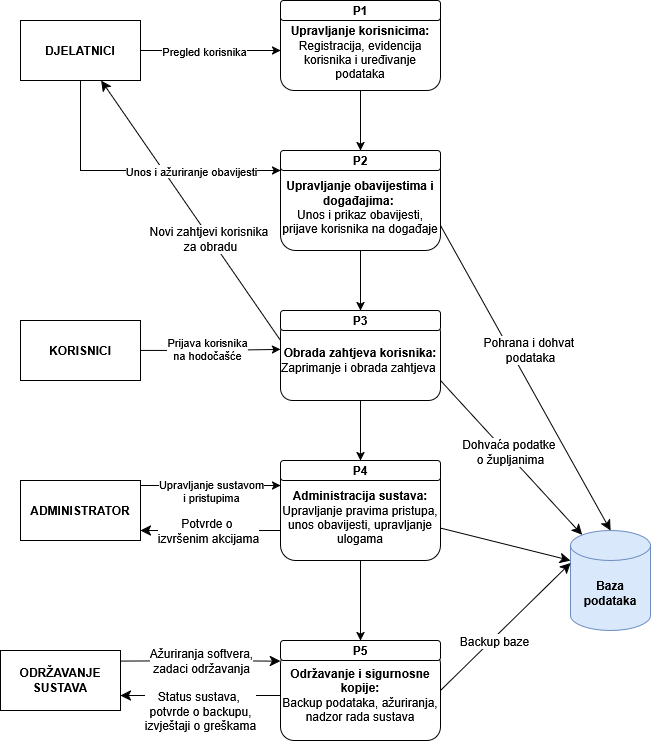 P1
Upravljanje korisnicima:
Registracija, evidencija
korisnika i uređivanje
podataka
DJELATNICI
Pregled korisnika
P2
Upravljanje obavijestima i
događajima:
Unos i prikaz obavijesti,
prijave korisnika na događaje
Unos i ažuriranje obavijesti
Novi zahtjevi korisnika
za obradu
P3
Obrada zahtjeva korisnika:
Zaprimanje i obrada zahtjeva
KORISNICI
Prijava korisnika
na hodočašće
Pohrana i dohvat
podataka
Dohvaća podatke
o župljanima
P4
Administracija sustava:
Upravljanje pravima pristupa,
unos obavijesti, upravljanje
ulogama
ADMINISTRATOR
Upravljanje sustavom
i pristupima
Potvrde o
izvršenim akcijama
Baza
podataka
P5
Održavanje i sigurnosne
kopije:
Backup podataka, ažuriranja,
nadzor rada sustava
Backup baze
ODRŽAVANJE
SUSTAVA
Ažuriranja softvera,
zadaci održavanja
Status sustava,
potvrde o backupu,
izvještaji o greškama